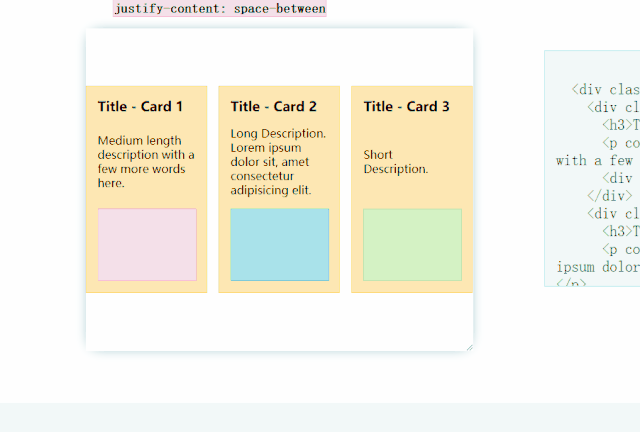 justify-content: space-between
Title - Card 1
Medium length
description with a
few more words
here.
Title - Card 2
Long Description.
Lorem ipsum
dolor sit, amet
consectetur
adipisicing elit.
Title - Card 3
Short
Description.
<div clas
<div cl
<h3>T
<p co
with a few
<div
</div>
<div cl
<h3>T
<p co
ipsum dolor
</p>